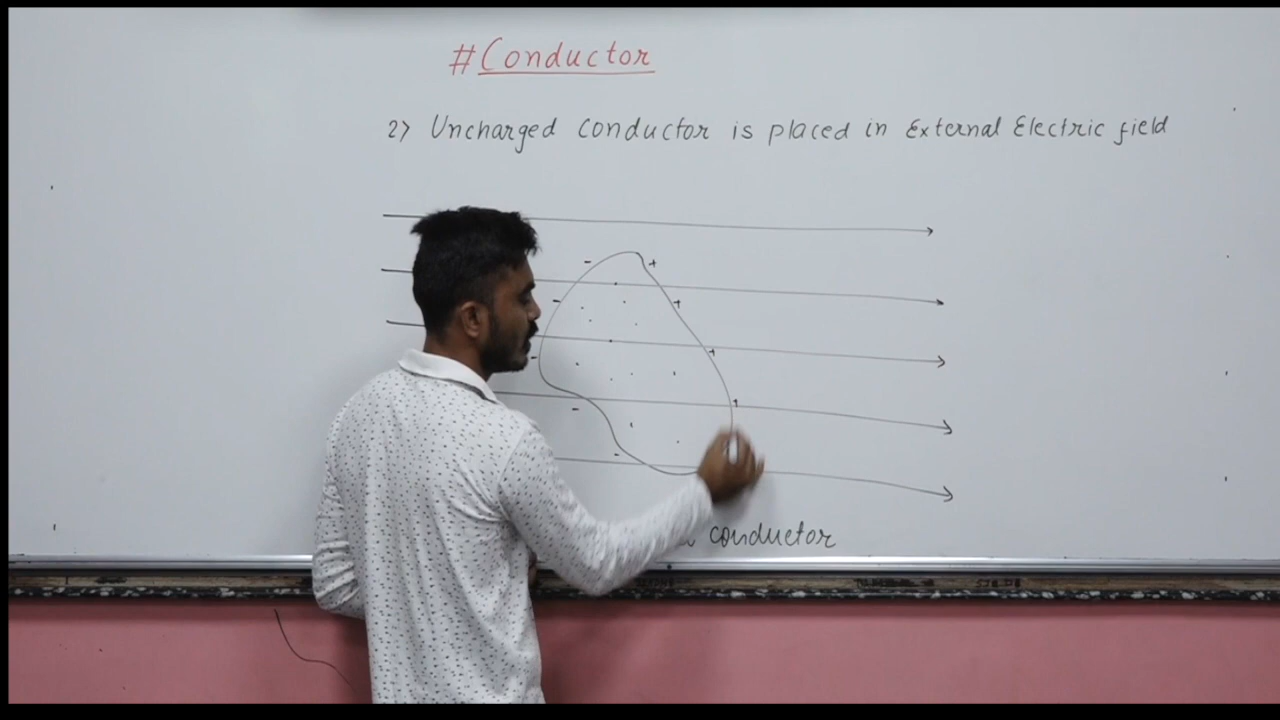 #Conductor
2> Uncharged conductor is placed in External Electric field
conductor